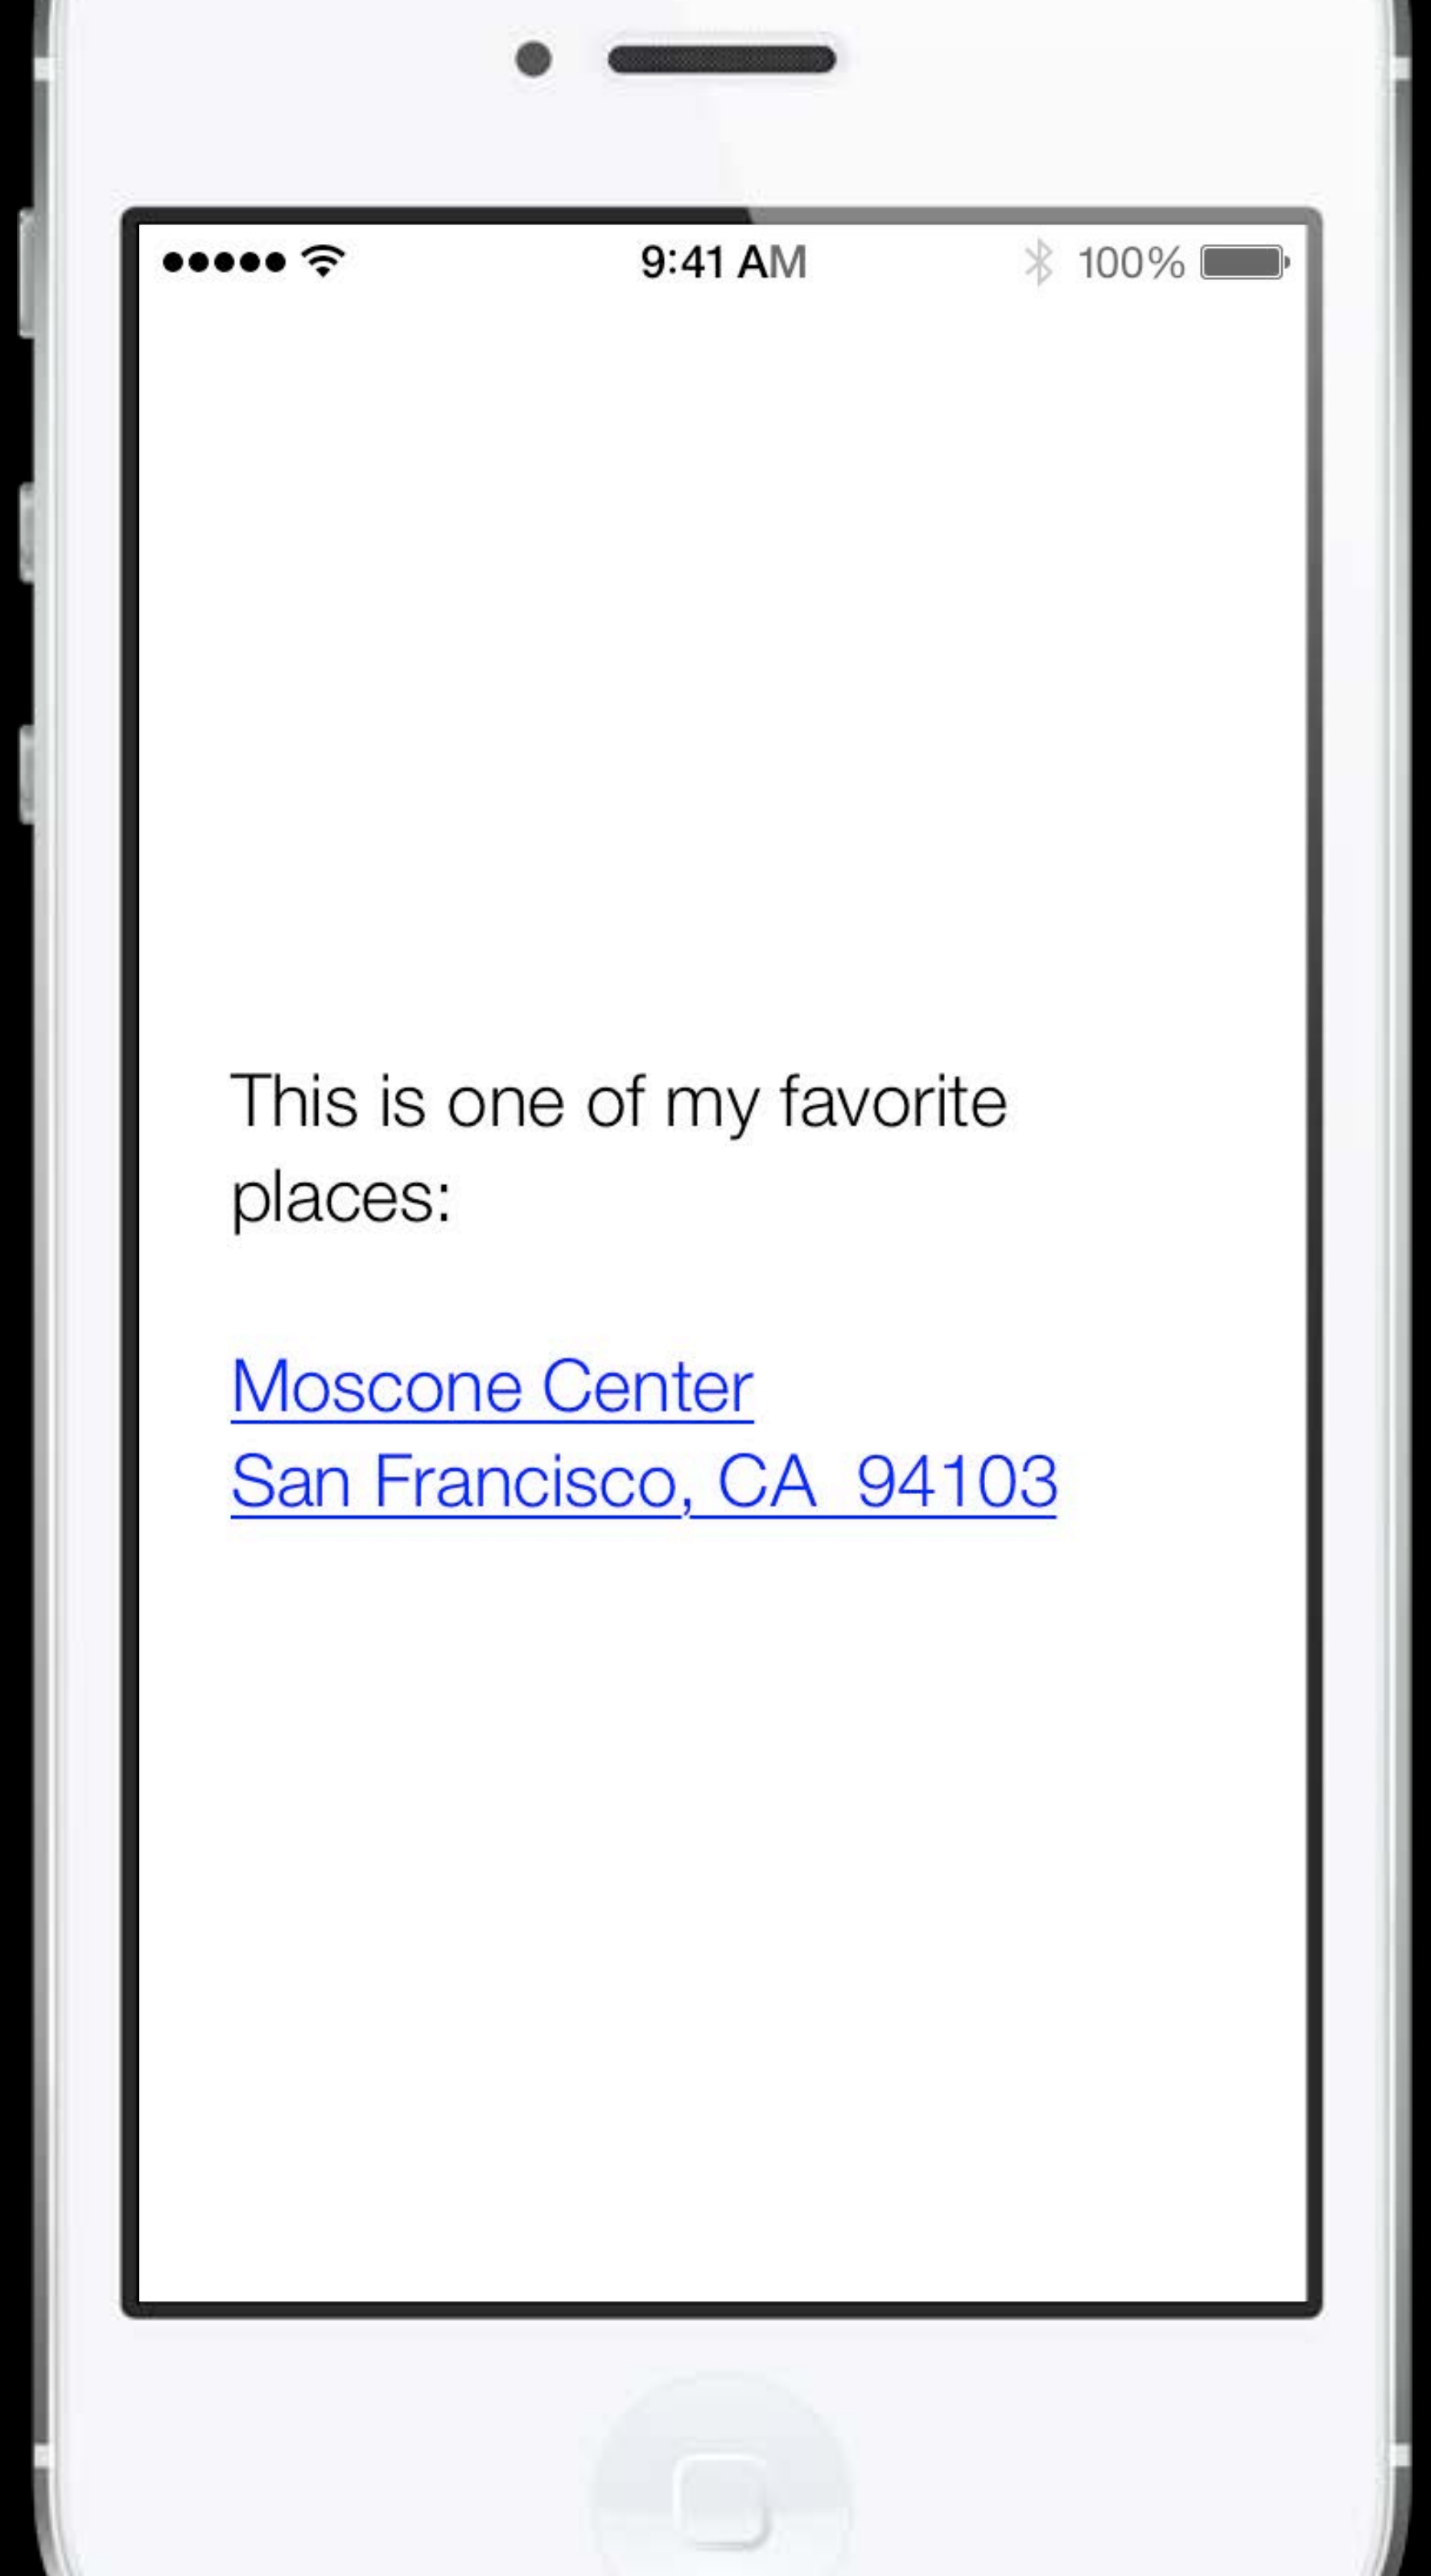 9:41 AM 100%
This is one of my favorite
places:
Moscone Center
San Francisco, CA  94103